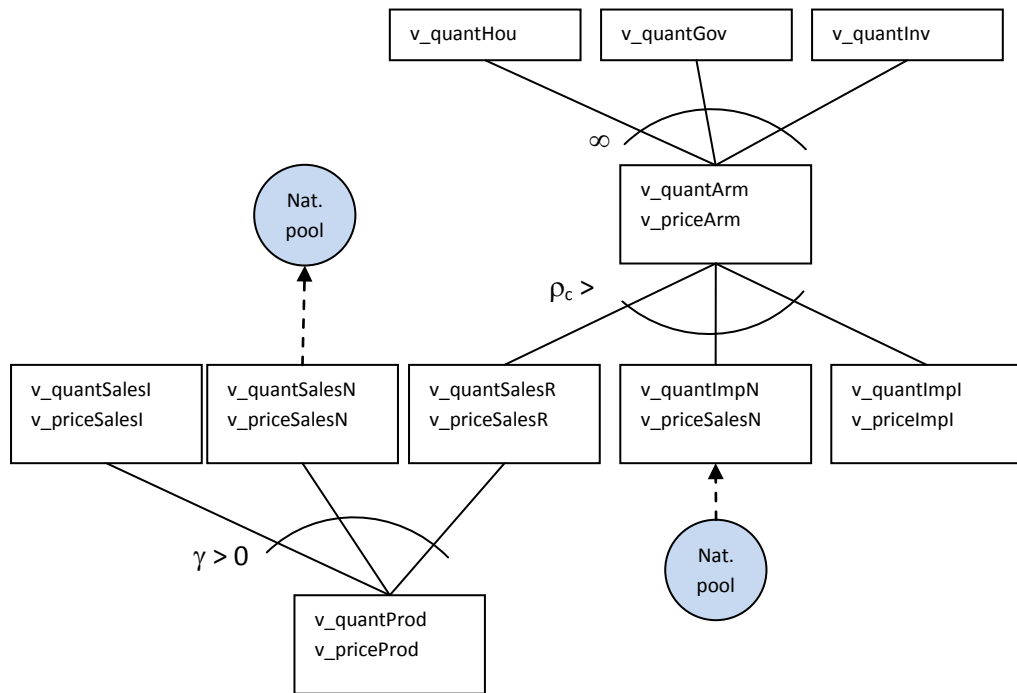 v_quantHou
v_quantGov
v_quantInv
∞
v_quantArm
v_priceArm
Nat.
pool
ρc >
v_quantSalesI
v_priceSalesI
v_quantSalesN
v_priceSalesN
v_quantSalesR
v_priceSalesR
v_quantImpN
v_priceSalesN
v_quantImpI
v_priceImpI
γ > 0
Nat.
pool
v_quantProd
v_priceProd